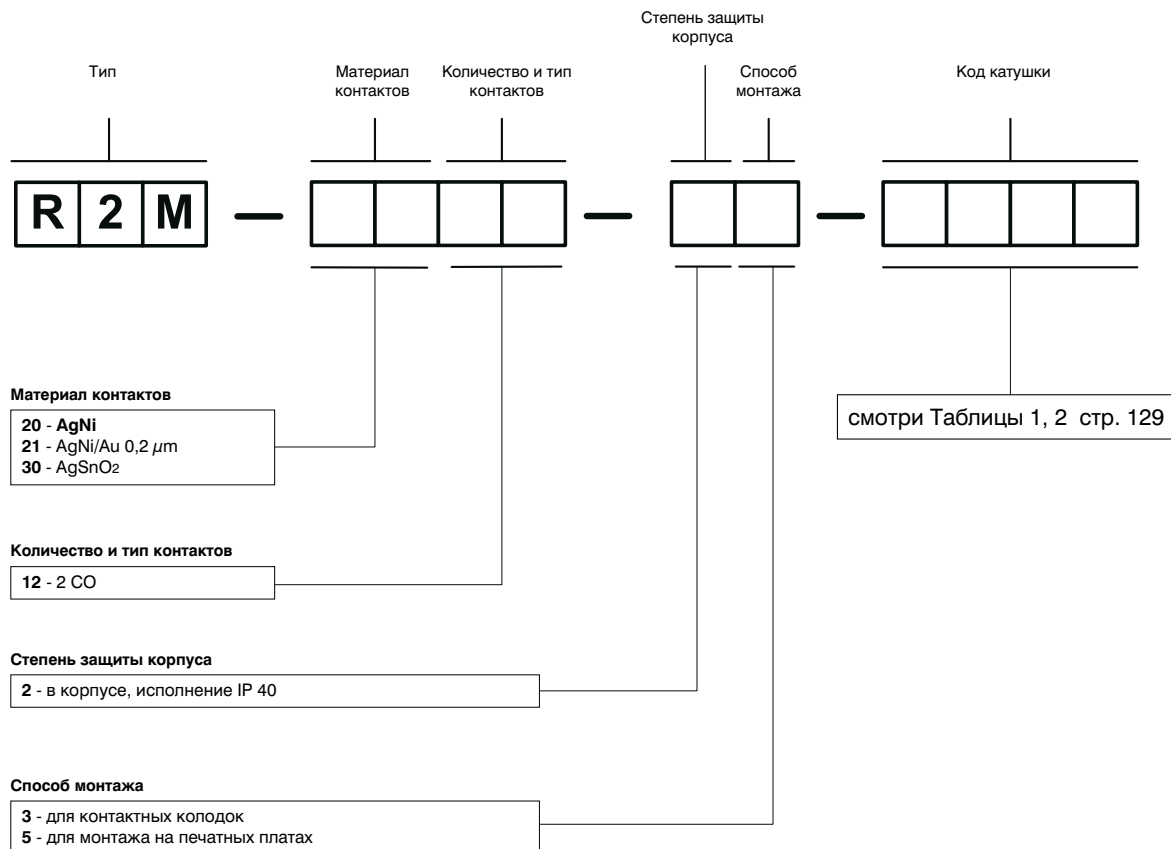 Степень защиты
корпуса
Тип
Материал
контактов
Количество и тип
контактов
Способ
монтажа
Код катушки
R 2 M — — —
Материал контактов
20 - AgNi
21 - AgNi/Au 0,2 µm
30 - AgSnO2
смотри Таблицы 1, 2 стр. 129
Количество и тип контактов
12 - 2 CO
Степень защиты корпуса
2 - в корпусе, исполнение IP 40
Способ монтажа
3 - для контактных колодок
5 - для монтажа на печатных платах